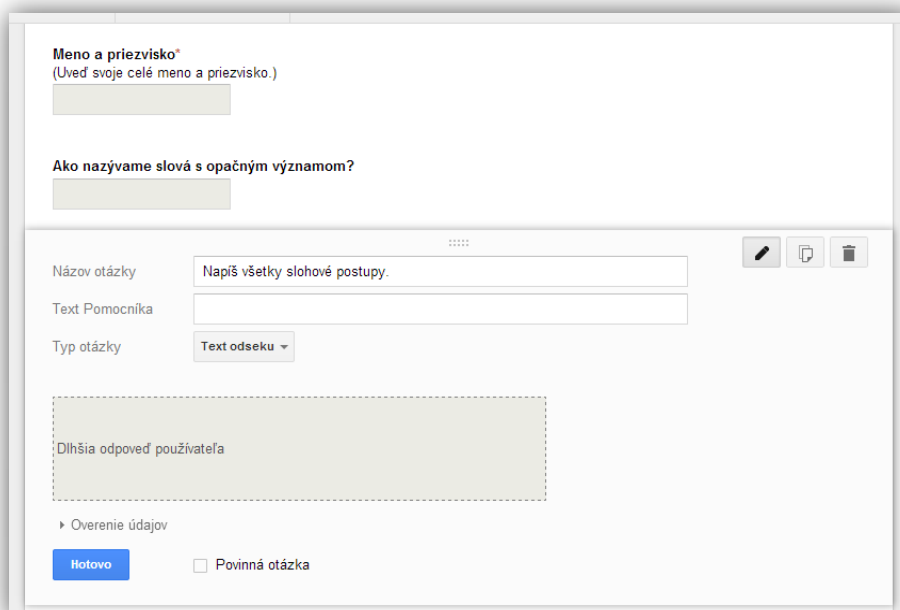 Meno a priezvisko*
(Uveď svoje celé meno a priezvisko.)
Ako nazývame slová s opačným významom?
Názov otázky
Napíš všetky slohové postupy.
Text Pomocníka
Typ otázky
Text odseku
Dlhšia odpoveď používateľa
Overenie údajov
Hotovo
Povinná otázka